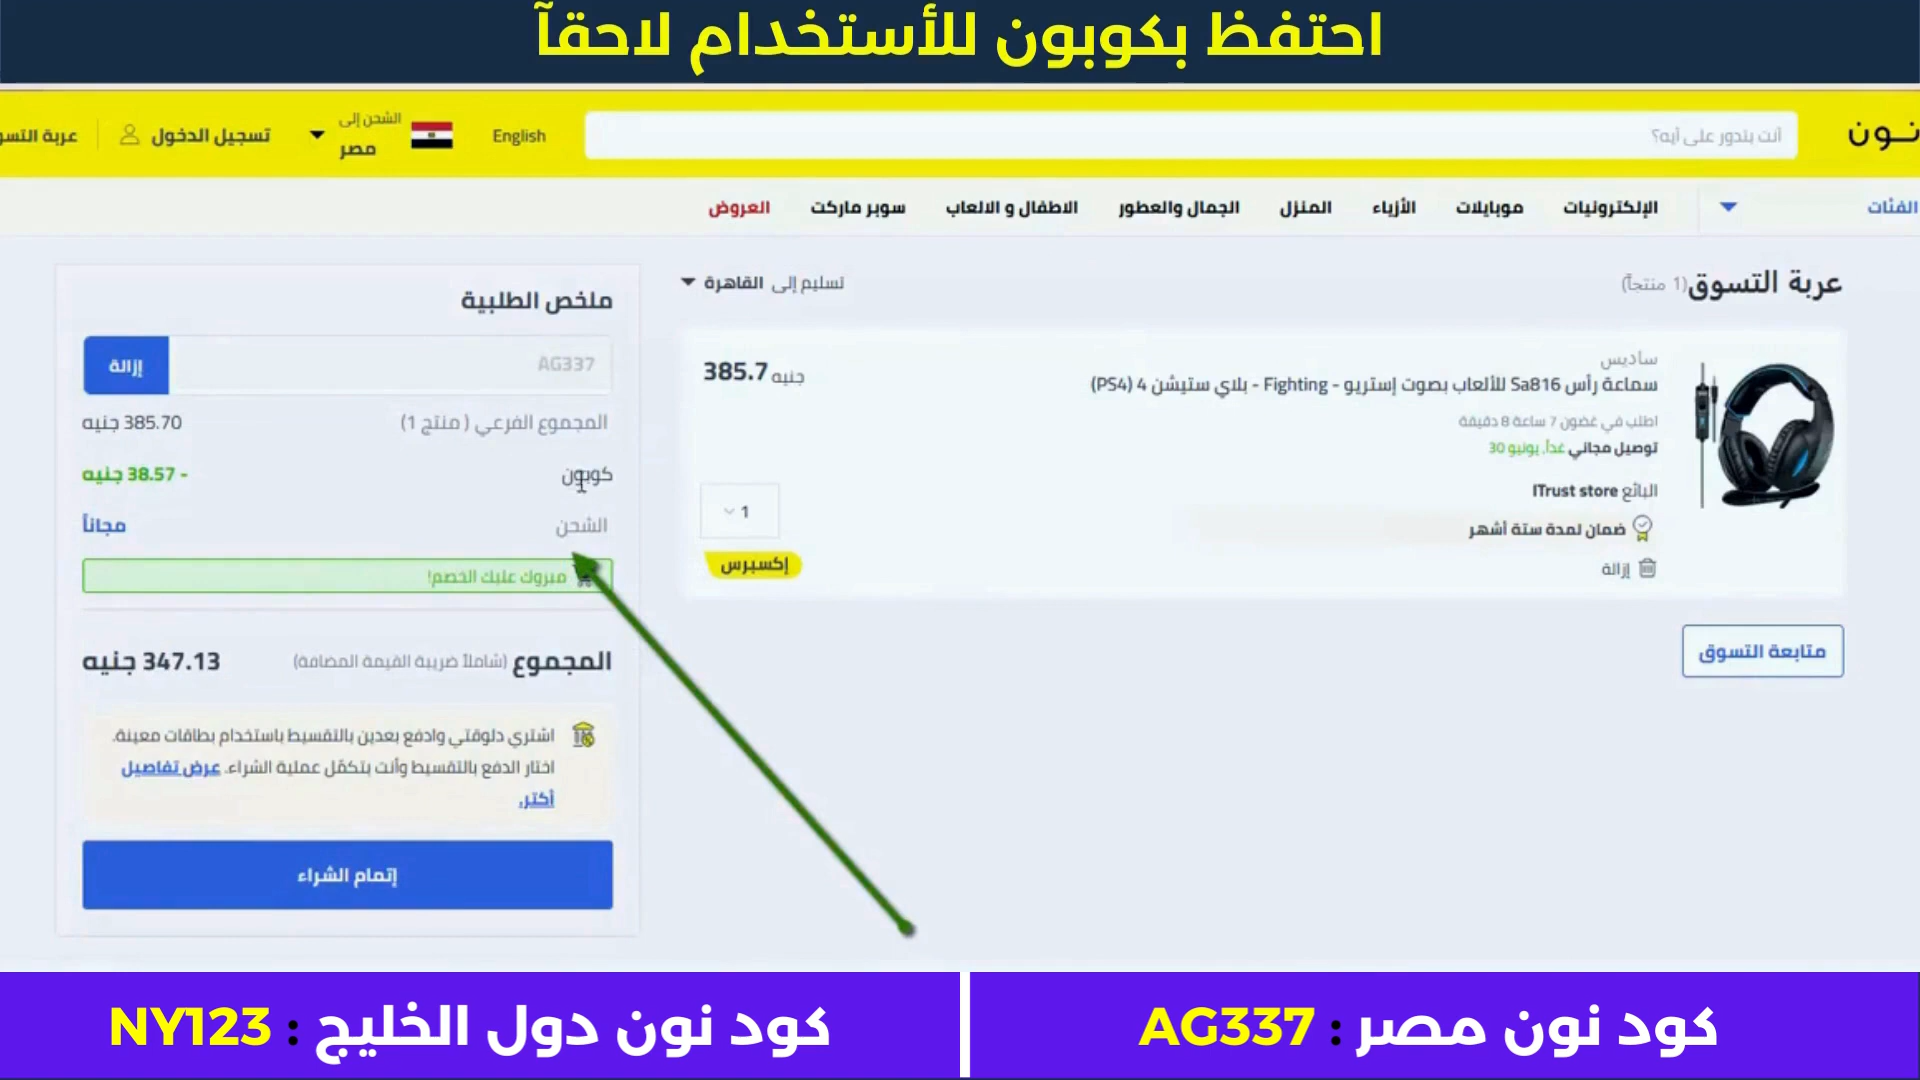 احتفظ بكوبون للأستخدام لاحقآ
نون
أنت بتدور على أيه؟
English
الشحن إلى
مصر
تسجيل الدخول
عربة
الفئات
الإلكترونيات
موبايلات
الأزياء
المنزل
الجمال والعطور
الاطفال و الالعاب
سوبر ماركت
العروض
عربة التسوق (1 منتجاً)
تسليم إلى القاهرة
ساديس
سماعة رأس Sa816 للألعاب بصوت إستريو - Fighting - بلاي ستيشن 4 (PS4)
جنيه 385.7
اطلب في غضون 7 ساعة 8 دقيقة
توصيل مجاني غداً, يونيو 30
البائع ITrust store
ضمان لمدة ستة أشهر
إزالة
1
إكسبرس
متابعة التسوق
ملخص الطلبية
AG337
إزالة
المجموع الفرعي ( منتج 1) 385.70 جنيه
كوبون - 38.57 جنيه
الشحن مجاناً
مبروك عليك الخصم!
المجموع (شاملاً ضريبة القيمة المضافة) 347.13 جنيه
اشتري دلوقتي وادفع بعدين بالتقسيط باستخدام بطاقات معينة.
اختار الدفع بالتقسيط وأنت بتكمّل عملية الشراء. عرض تفاصيل
أكتر.
إتمام الشراء
كود نون مصر : AG337
كود نون دول الخليج : NY123